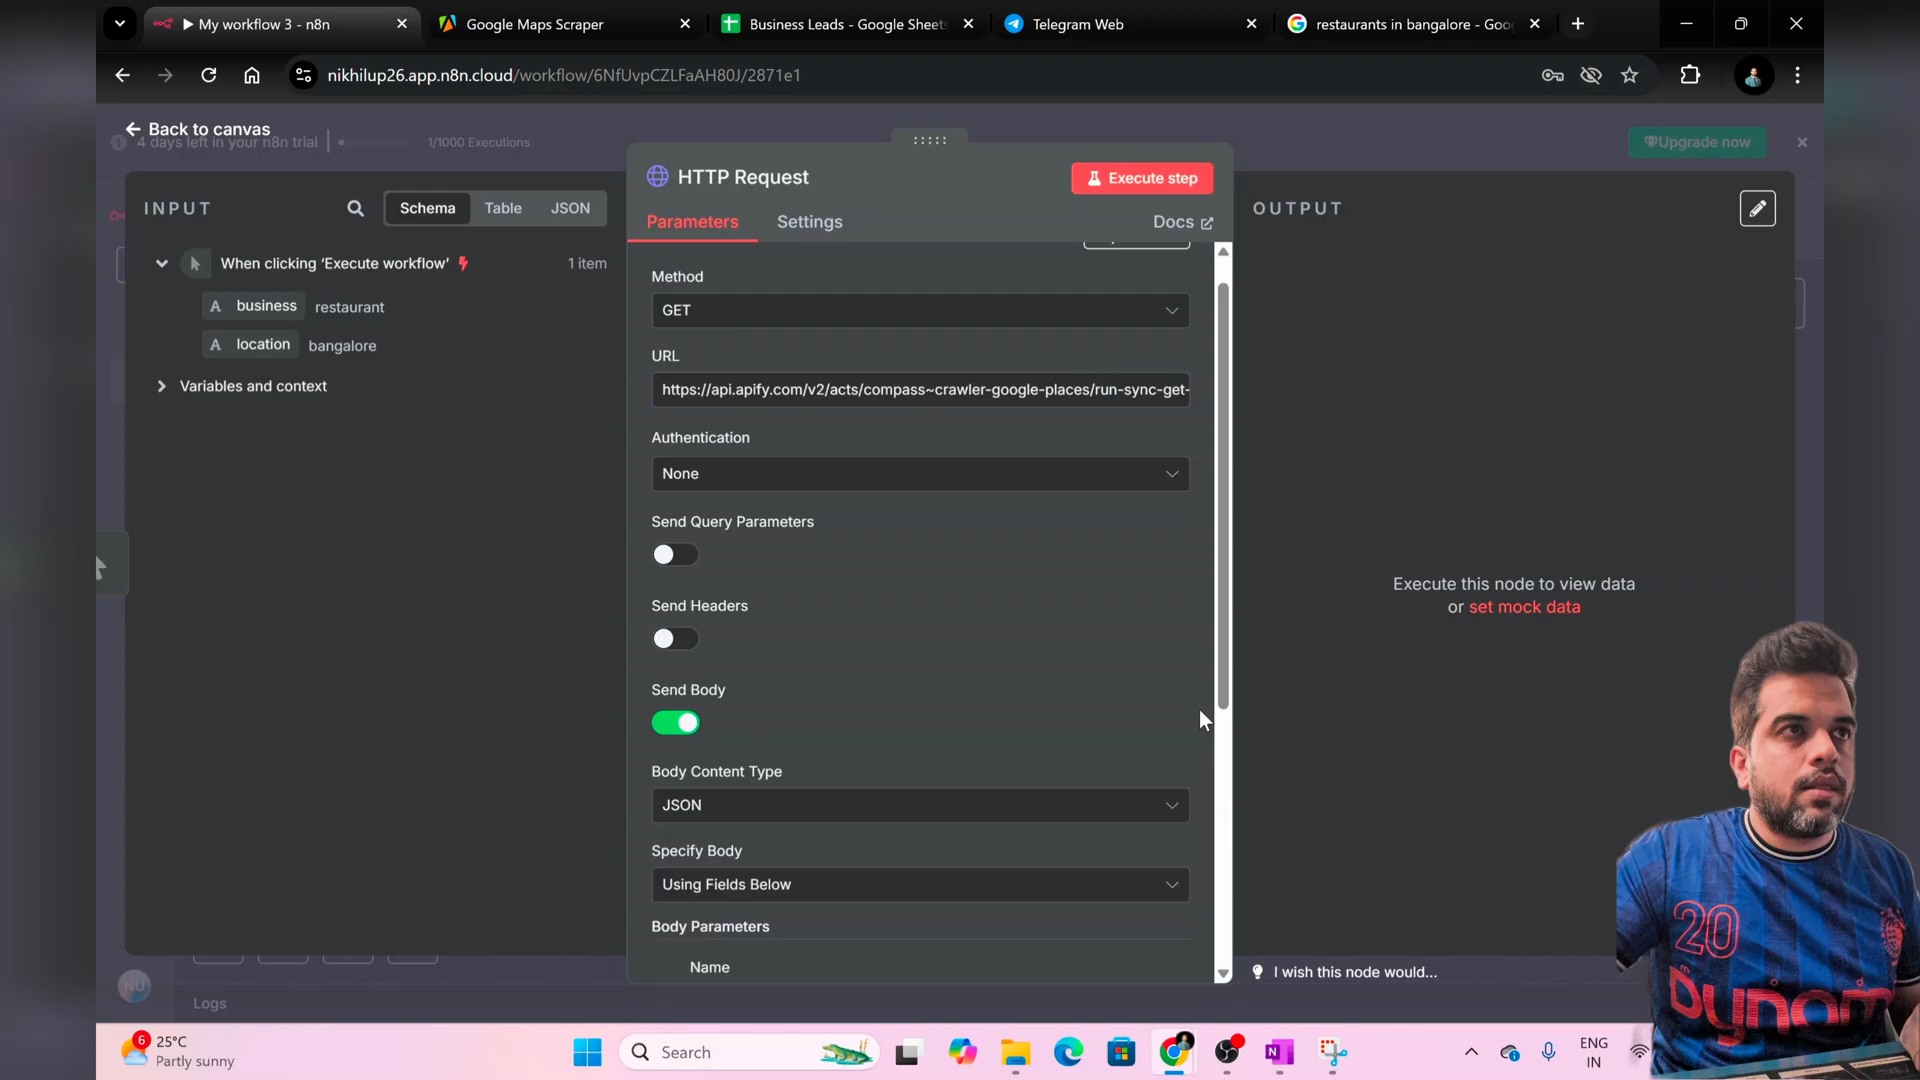 My workflow 3 - n8n
Google Maps Scraper
Business Leads - Google Sheets
Telegram Web
restaurants in bangalore - Goo
nikhilup26.app.n8n.cloud/workflow/6NfUvpCZLFaAH80J/2871e1
Back to canvas
4 days left in your n8n trial
1/1000 Executions
Upgrade now
INPUT
Schema
Table
JSON
HTTP Request
Execute step
Parameters
Settings
Docs
OUTPUT
When clicking ‘Execute workflow’
1 item
A business restaurant
A location bangalore
Variables and context
Method
GET
URL
https://api.apify.com/v2/acts/compass~crawler-google-places/run-sync-get-
Authentication
None
Send Query Parameters
Send Headers
Send Body
Body Content Type
JSON
Specify Body
Using Fields Below
Body Parameters
Name
Execute this node to view data
or set mock data
I wish this node would...
NU
Logs
20
Dynam
6
25°C
Partly sunny
Search
N
ENG
IN